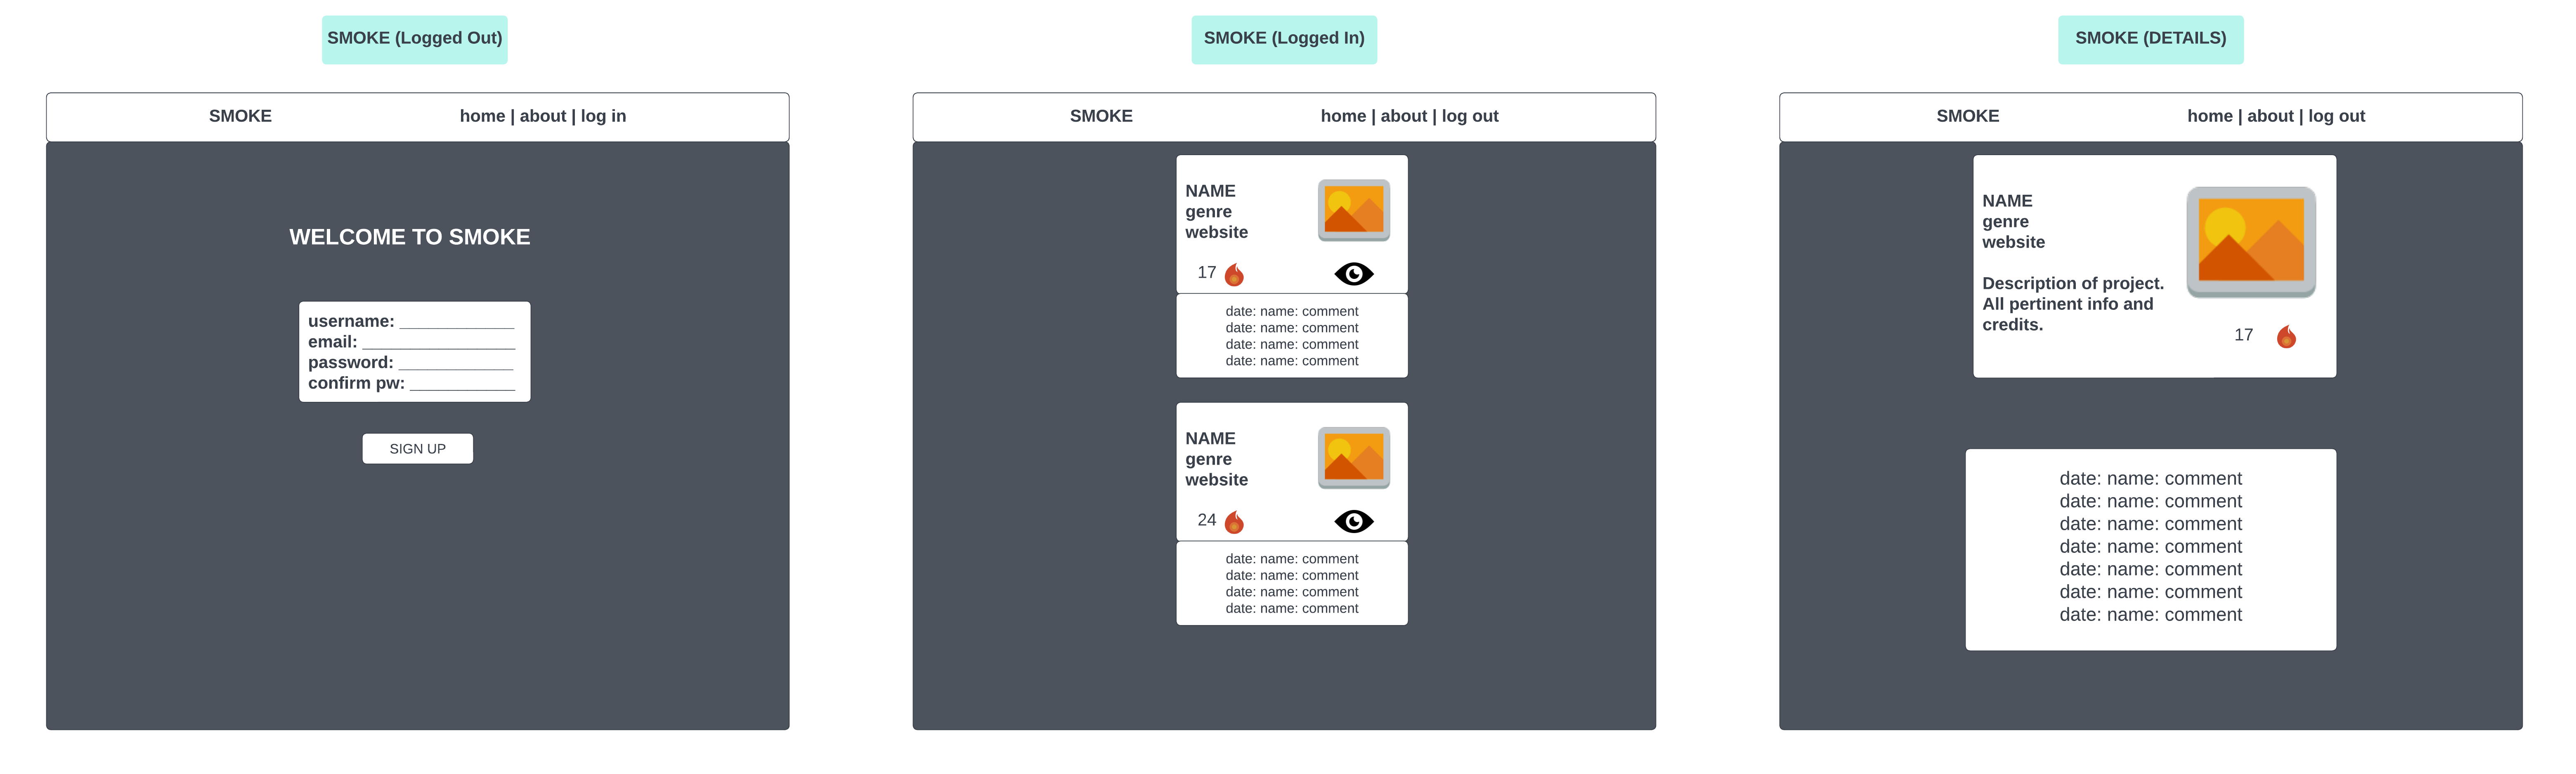 SMOKE (Logged Out)
SMOKE
home | about | log in
WELCOME TO SMOKE
username: ____________
email: ________________
password: ____________
confirm pw: ___________
SIGN UP
SMOKE (Logged In)
SMOKE
home | about | log out
NAME
genre
website
17
date: name: comment
date: name: comment
date: name: comment
date: name: comment
NAME
genre
website
24
date: name: comment
date: name: comment
date: name: comment
date: name: comment
SMOKE (DETAILS)
SMOKE
home | about | log out
NAME
genre
website
Description of project.
All pertinent info and
credits.
17
date: name: comment
date: name: comment
date: name: comment
date: name: comment
date: name: comment
date: name: comment
date: name: comment